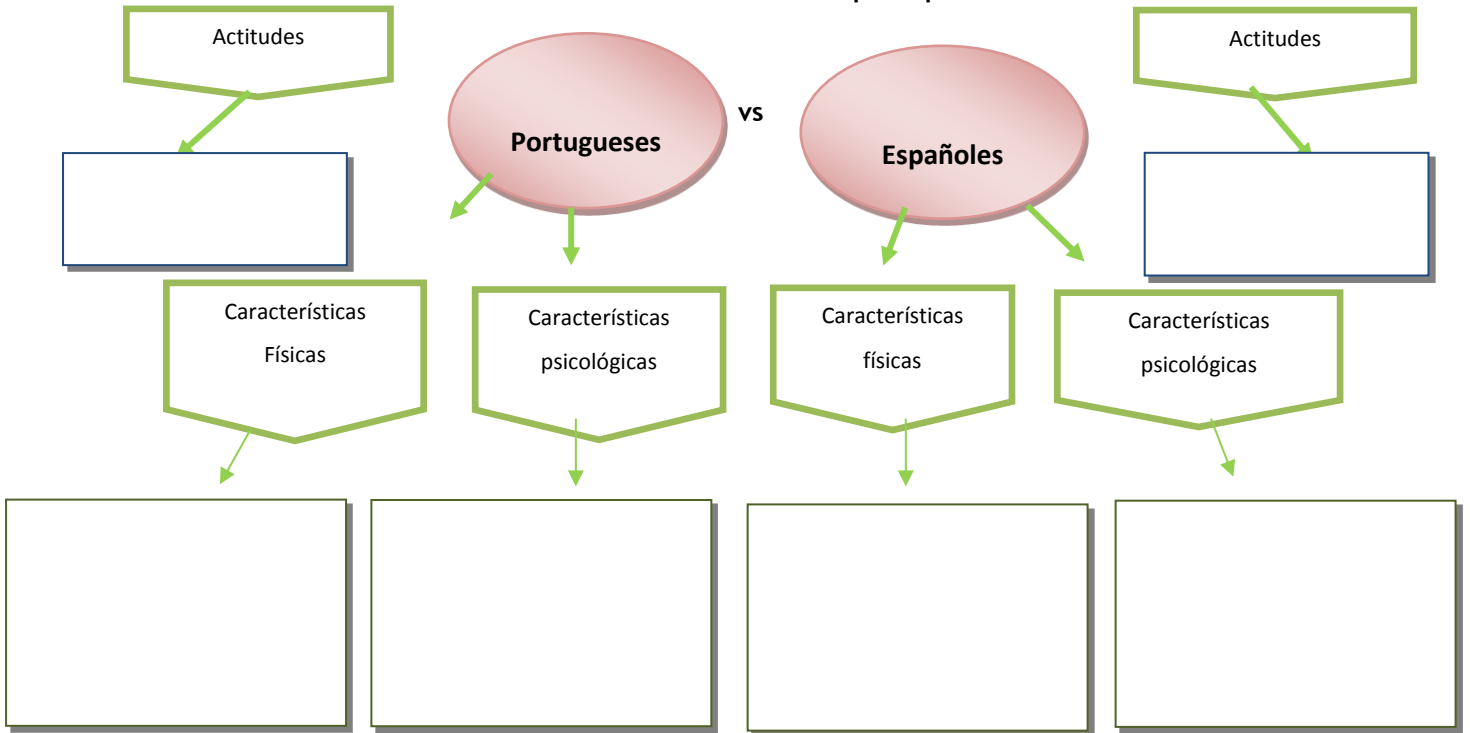 Actitudes
Actitudes
Portugueses
vs
Españoles
Características
Físicas
Características
psicológicas
Características
físicas
Características
psicológicas